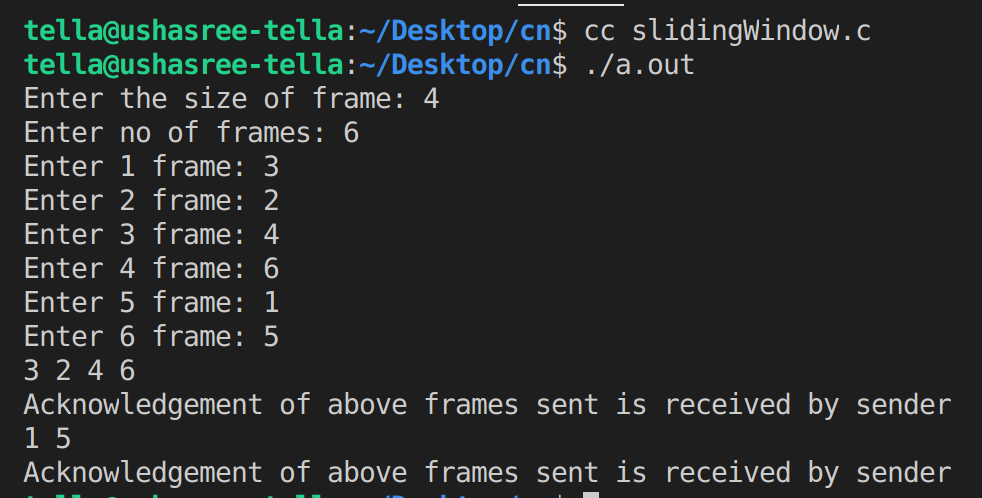 tella@ushasree-tella:~/Desktop/cn$ cc slidingWindow.c
tella@ushasree-tella:~/Desktop/cn$ ./a.out
Enter the size of frame: 4
Enter no of frames: 6
Enter 1 frame: 3
Enter 2 frame: 2
Enter 3 frame: 4
Enter 4 frame: 6
Enter 5 frame: 1
Enter 6 frame: 5
3 2 4 6
Acknowledgement of above frames sent is received by sender
1 5
Acknowledgement of above frames sent is received by sender